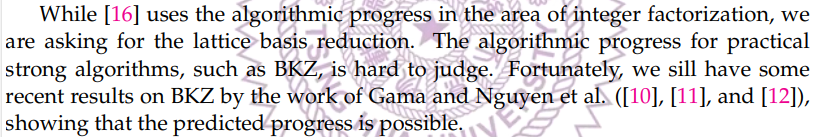 While [16] uses the algorithmic progress in the area of integer factorization, we
are asking for the lattice basis reduction. The algorithmic progress for practical
strong algorithms, such as BKZ, is hard to judge. Fortunately, we sill have some
recent results on BKZ by the work of Gama and Nguyen et al. ([10], [11], and [12]),
showing that the predicted progress is possible.